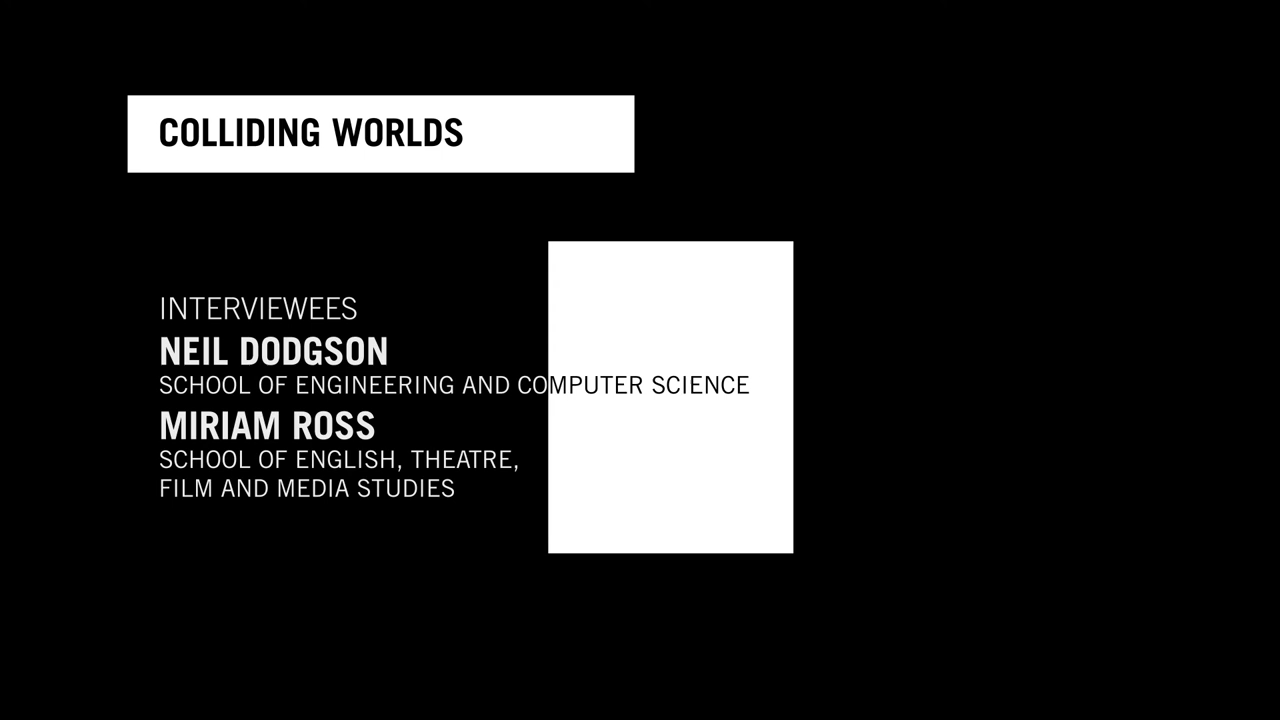 COLLIDING WORLDS
INTERVIEWEES
NEIL DODGSON
SCHOOL OF ENGINEERING AND COMPUTER SCIENCE
MIRIAM ROSS
SCHOOL OF ENGLISH, THEATRE,
FILM AND MEDIA STUDIES